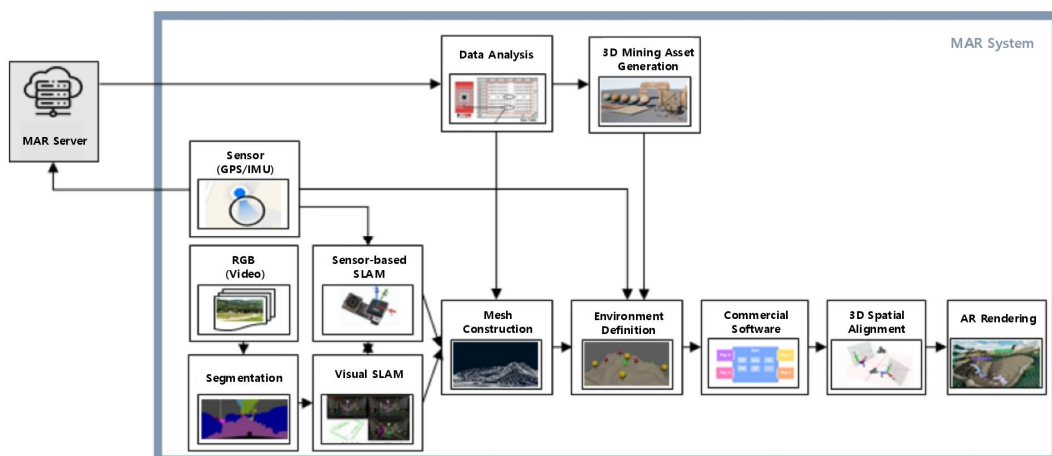 MAR System
Data Analysis
3D Mining Asset
Generation
MAR Server
Sensor
(GPS/IMU)
RGB
(Video)
Sensor-based
SLAM
Mesh
Construction
Environment
Definition
Commercial
Software
3D Spatial
Alignment
AR Rendering
Segmentation
Visual SLAM